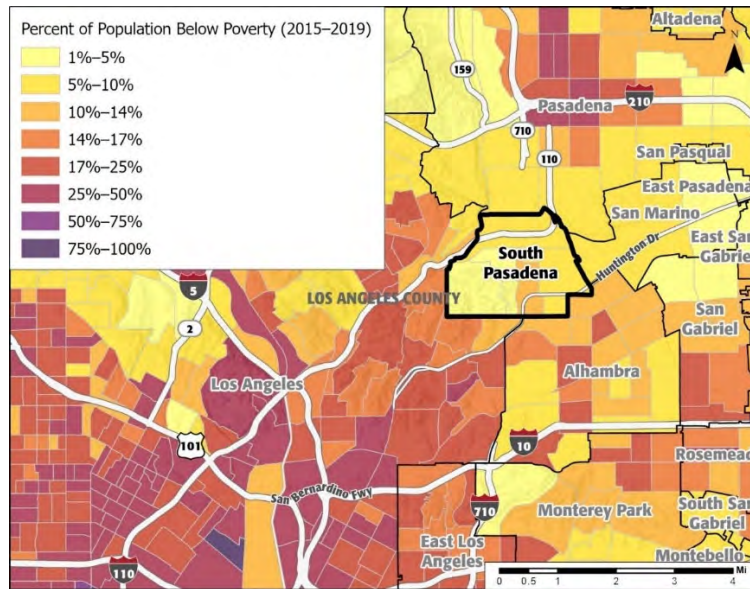 Percent of Population Below Poverty (2015–2019)
1%–5%
5%–10%
10%–14%
14%–17%
17%–25%
25%–50%
50%–75%
75%–100%
Altadena
N
159
Pasadena
210
710
110
San Pasqual
East Pasadena
San Marino
South
Pasadena
Huntington Dr
East San
Gabriel
5
LOS ANGELES COUNTY
2
San
Gabriel
Los Angeles
Alhambra
101
10
Rosemead
San Bernardino Fwy
710
Monterey Park
South San
Gabriel
East Los
Angeles
Montebello
110
Mi
0 0.5 1 2 3 4